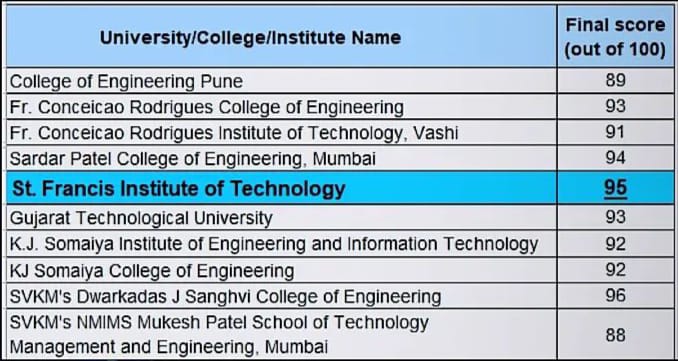 University/College/Institute Name
Final score
(out of 100)
College of Engineering Pune 89
Fr. Conceicao Rodrigues College of Engineering 93
Fr. Conceicao Rodrigues Institute of Technology, Vashi 91
Sardar Patel College of Engineering, Mumbai 94
St. Francis Institute of Technology 95
Gujarat Technological University 93
K.J. Somaiya Institute of Engineering and Information Technology 92
KJ Somaiya College of Engineering 92
SVKM's Dwarkadas J Sanghvi College of Engineering 96
SVKM's NMIMS Mukesh Patel School of Technology
Management and Engineering, Mumbai 88